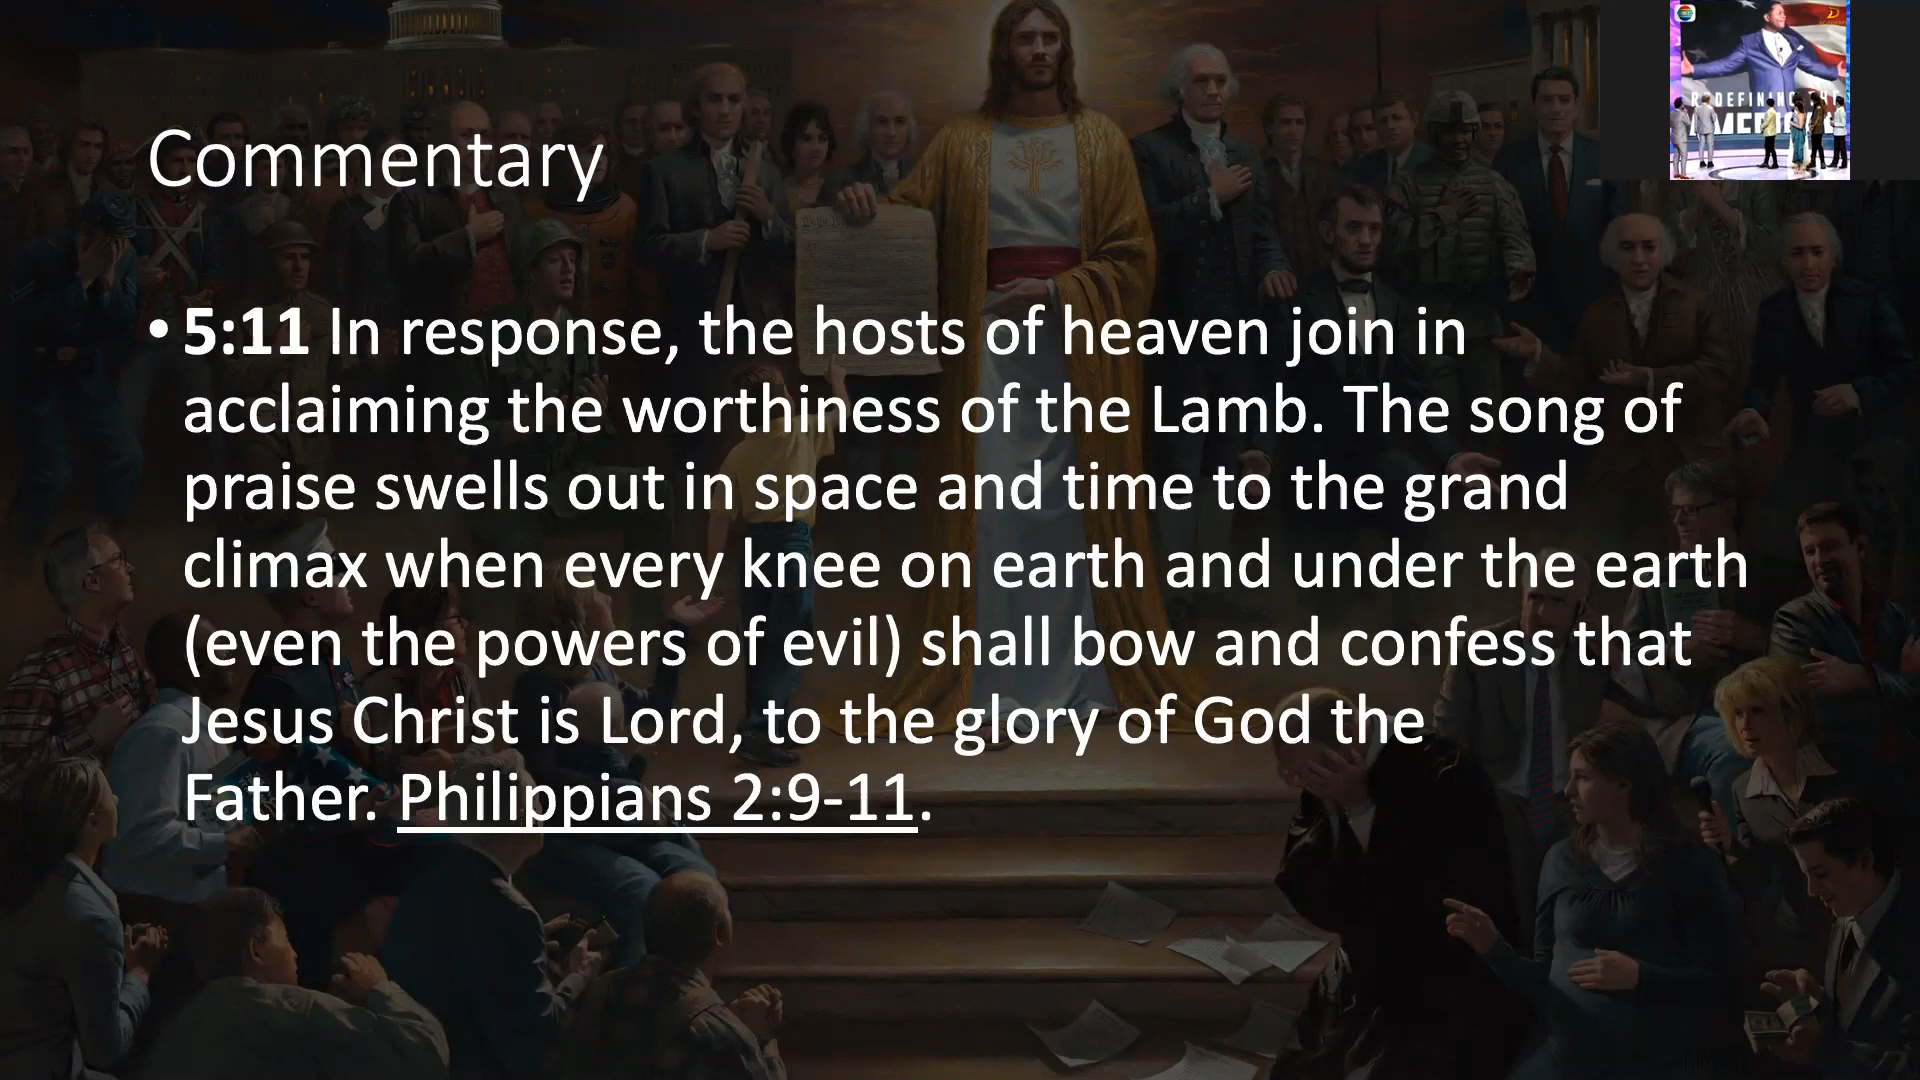 REDEFINING THE
AMERICAN
Commentary
• 5:11 In response, the hosts of heaven join in
acclaiming the worthiness of the Lamb. The song of
praise swells out in space and time to the grand
climax when every knee on earth and under the earth
(even the powers of evil) shall bow and confess that
Jesus Christ is Lord, to the glory of God the
Father. Philippians 2:9-11.